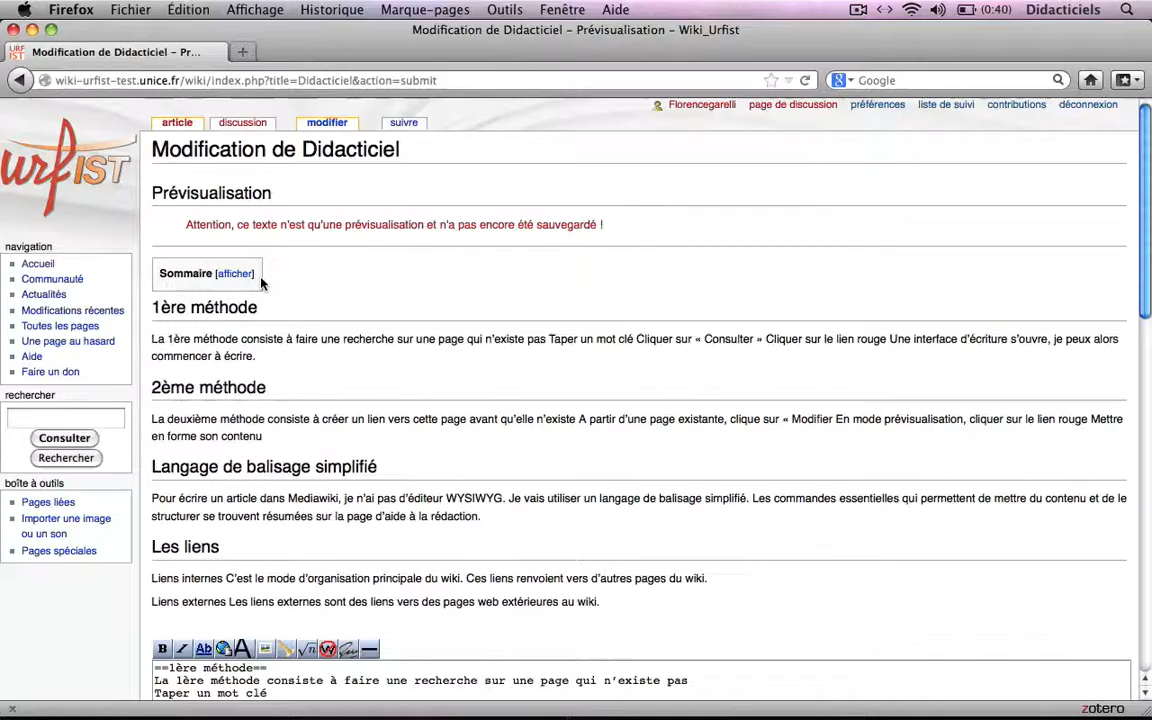 Firefox Fichier Édition Affichage Historique Marque-pages Outils Fenêtre Aide (0:40) Didacticiels
Modification de Didacticiel – Prévisualisation – Wiki_Urfist
URF IST Modification de Didacticiel – Pr...
wiki-urfist-test.unice.fr/wiki/index.php?title=Didacticiel&action=submit
Google
Florencegarelli page de discussion préférences liste de suivi contributions déconnexion
article discussion modifier suivre
urfIST
Modification de Didacticiel
Prévisualisation
Attention, ce texte n'est qu'une prévisualisation et n'a pas encore été sauvegardé !
navigation
Accueil
Communauté
Actualités
Modifications récentes
Toutes les pages
Une page au hasard
Aide
Faire un don
rechercher
Consulter
Rechercher
boîte à outils
Pages liées
Importer une image
ou un son
Pages spéciales
Sommaire [afficher]
1ère méthode
La 1ère méthode consiste à faire une recherche sur une page qui n'existe pas Taper un mot clé Cliquer sur « Consulter » Cliquer sur le lien rouge Une interface d'écriture s'ouvre, je peux alors
commencer à écrire.
2ème méthode
La deuxième méthode consiste à créer un lien vers cette page avant qu'elle n'existe A partir d'une page existante, clique sur « Modifier En mode prévisualisation, cliquer sur le lien rouge Mettre
en forme son contenu
Langage de balisage simplifié
Pour écrire un article dans Mediawiki, je n'ai pas d'éditeur WYSIWYG. Je vais utiliser un langage de balisage simplifié. Les commandes essentielles qui permettent de mettre du contenu et de le
structurer se trouvent résumées sur la page d'aide à la rédaction.
Les liens
Liens internes C'est le mode d'organisation principale du wiki. Ces liens renvoient vers d'autres pages du wiki.
Liens externes Les liens externes sont des liens vers des pages web extérieures au wiki.
B I Ab A √n W
==1ère méthode==
La 1ère méthode consiste à faire une recherche sur une page qui n'existe pas
Taper un mot clé
zotero